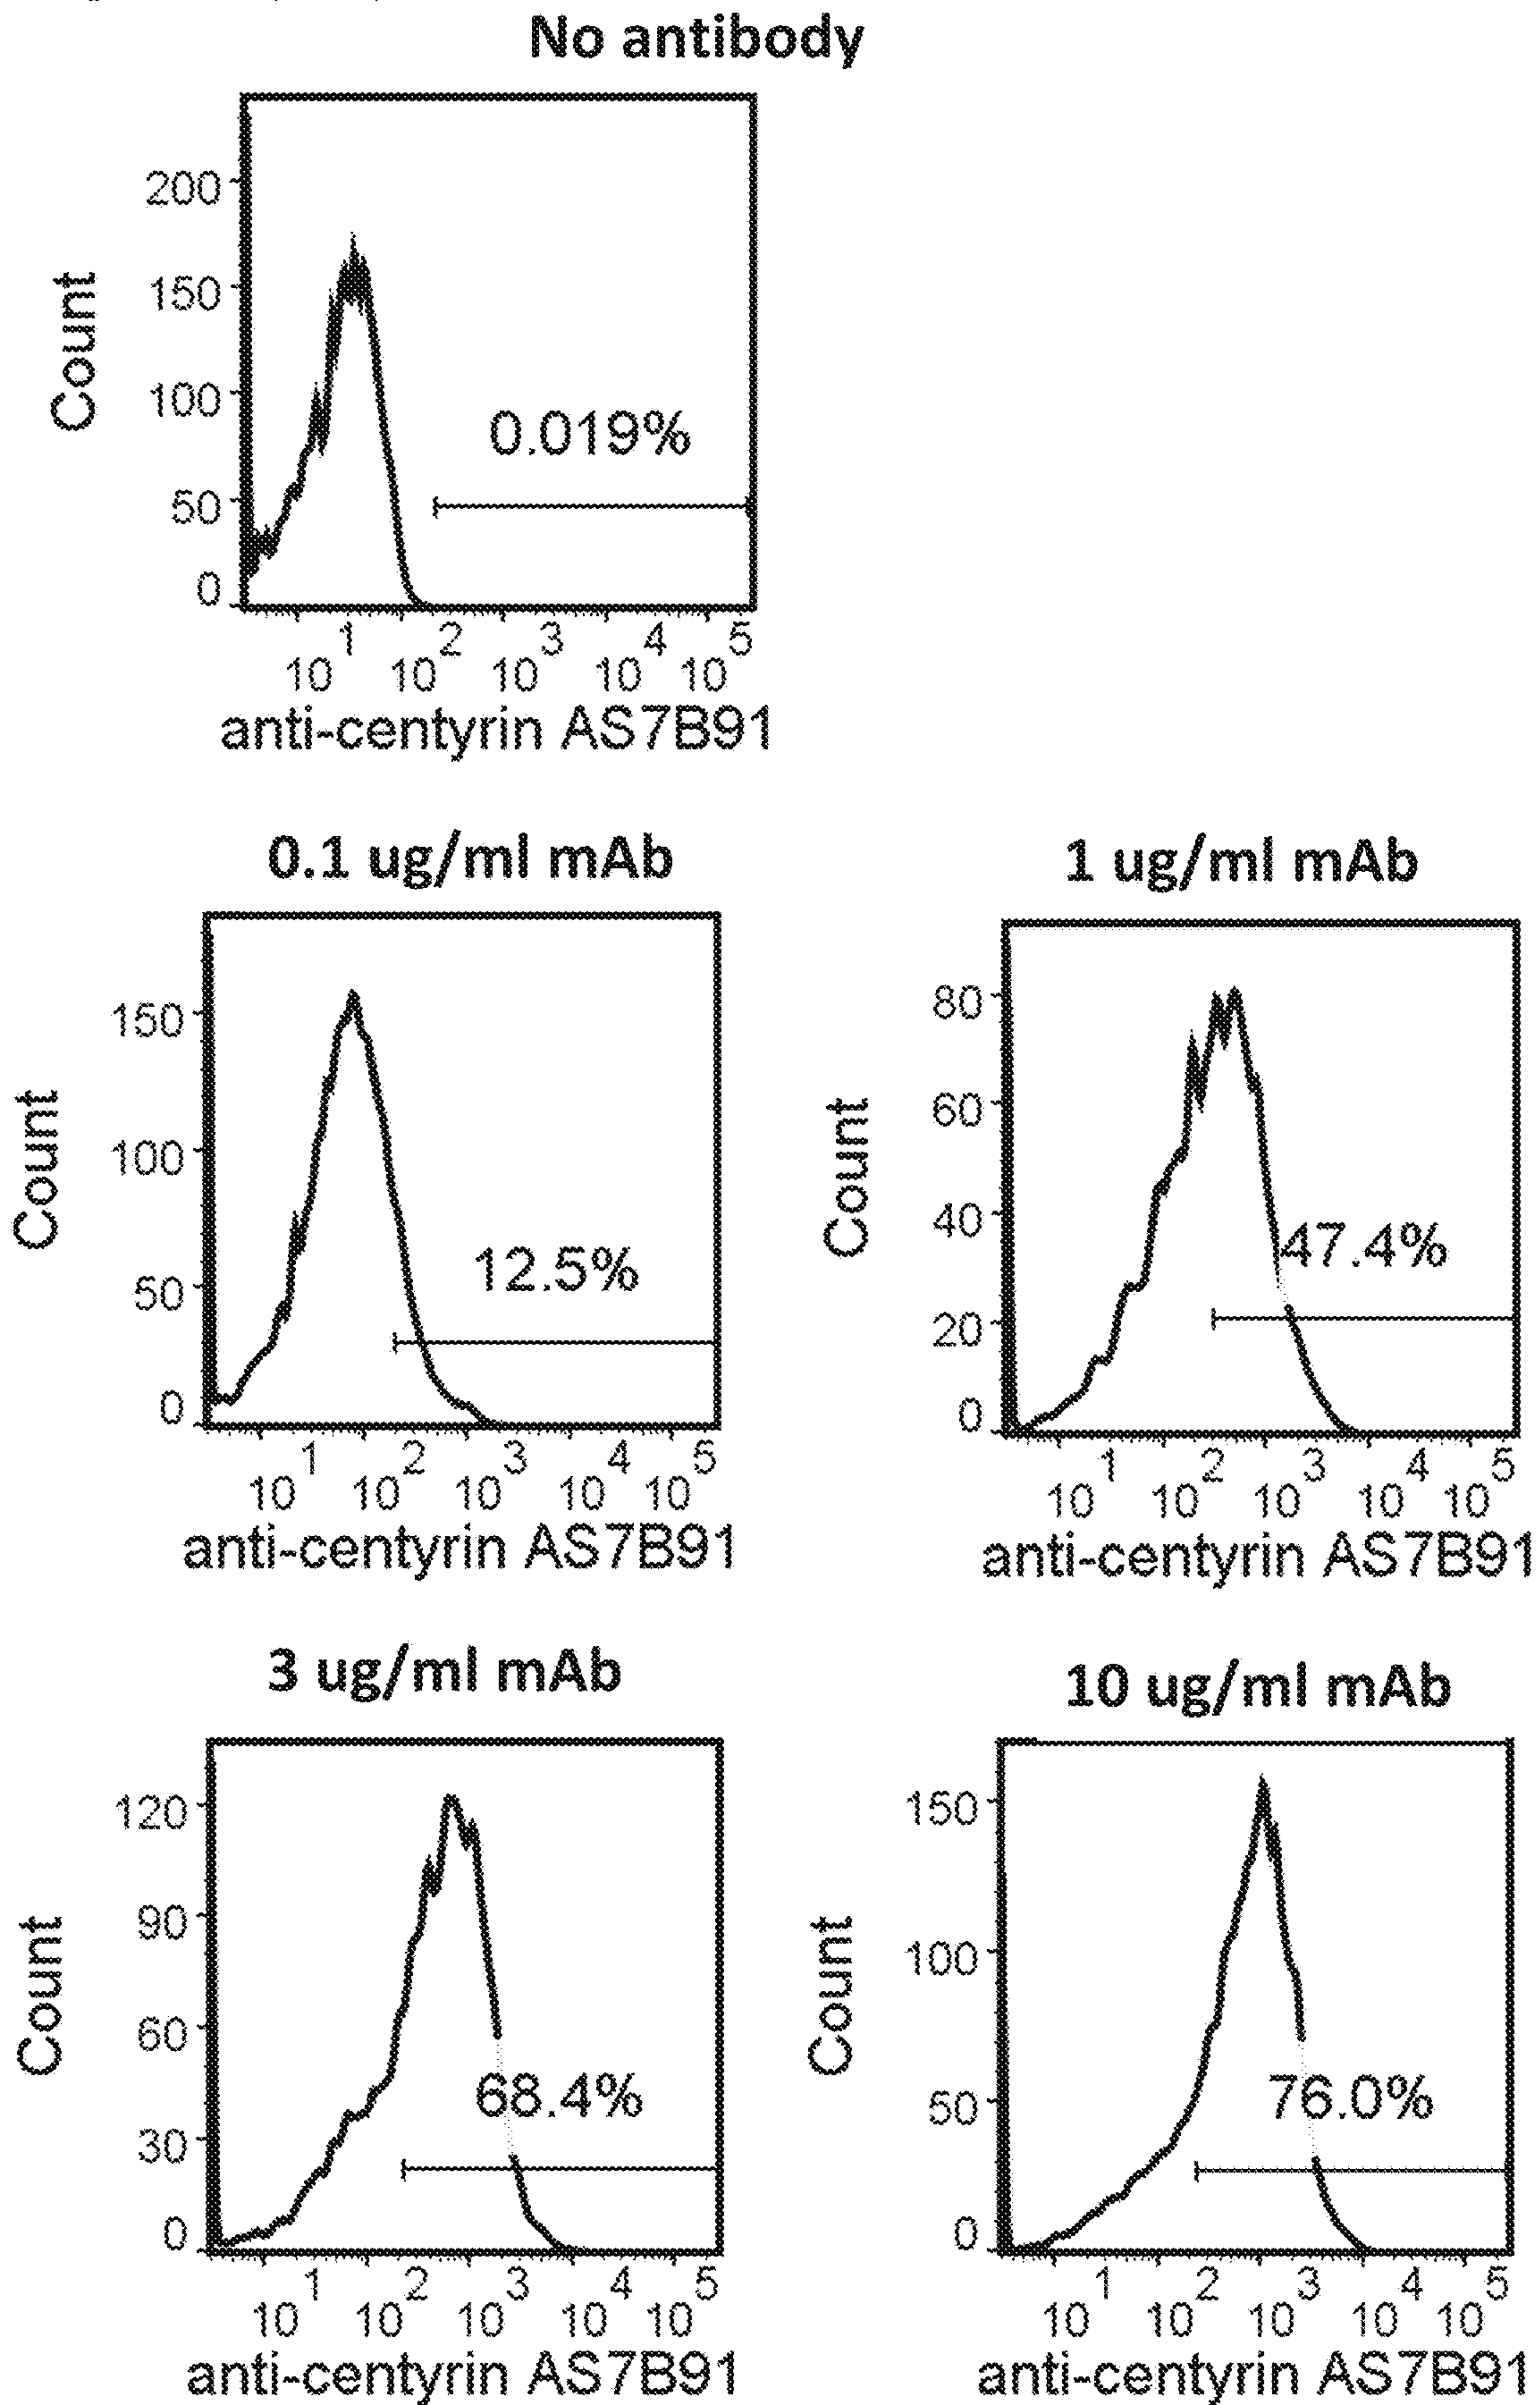 No antibody
200
150
100
50
0
Count
0.019%
10^1 10^2 10^3 10^4 10^5
anti-centyrin AS7B91
0.1 ug/ml mAb
150
100
50
0
Count
12.5%
10^1 10^2 10^3 10^4 10^5
anti-centyrin AS7B91
1 ug/ml mAb
80
60
40
20
0
Count
47.4%
10^1 10^2 10^3 10^4 10^5
anti-centyrin AS7B91
3 ug/ml mAb
120
90
60
30
0
Count
68.4%
10^1 10^2 10^3 10^4 10^5
anti-centyrin AS7B91
10 ug/ml mAb
150
100
50
0
Count
76.0%
10^1 10^2 10^3 10^4 10^5
anti-centyrin AS7B91